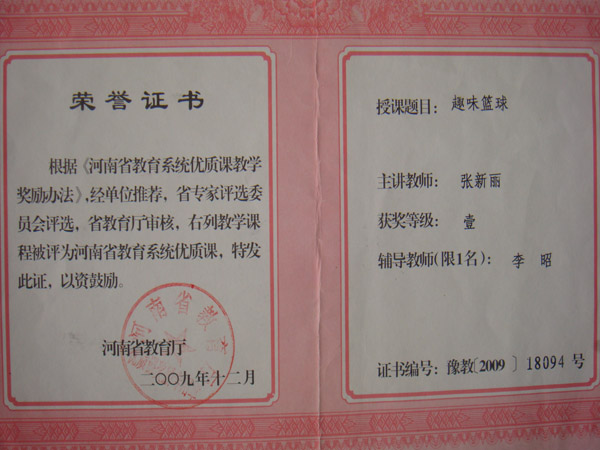 荣誉证书
根据《河南省教育系统优质课教学
奖励办法》,经单位推荐,省专家评选委
员会评选,省教育厅审核,右列教学课
程被评为河南省教育系统优质课,特发
此证,以资鼓励。
河南省教育厅
二〇〇九年十二月
河南省教
授课题目:趣味篮球
主讲教师:张新丽
获奖等级:壹
辅导教师(限1名):李昭
证书编号:豫教〔2009〕18094号